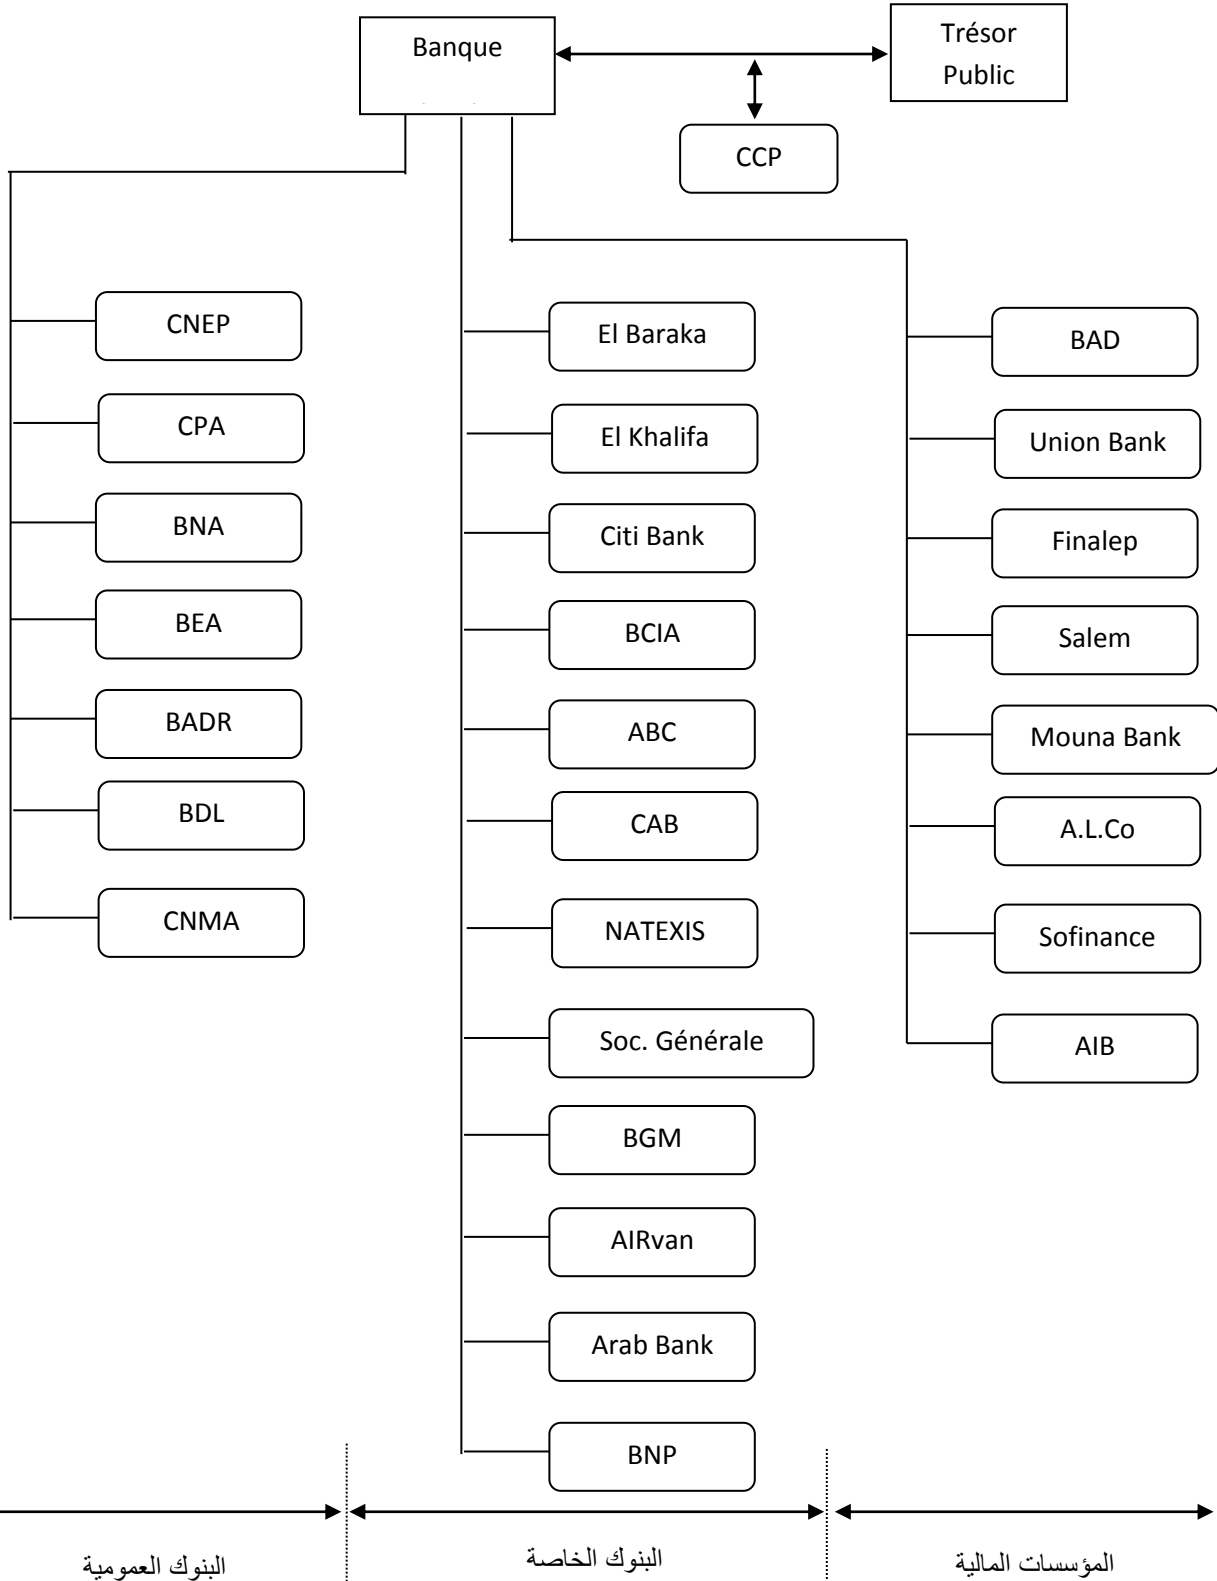 Banque
Trésor
Public
CCP
CNEP
CPA
BNA
BEA
BADR
BDL
CNMA
El Baraka
El Khalifa
Citi Bank
BCIA
ABC
CAB
NATEXIS
Soc. Générale
BGM
AIRvan
Arab Bank
BNP
BAD
Union Bank
Finalep
Salem
Mouna Bank
A.L.Co
Sofinance
AIB
البنوك العمومية
البنوك الخاصة
المؤسسات المالية